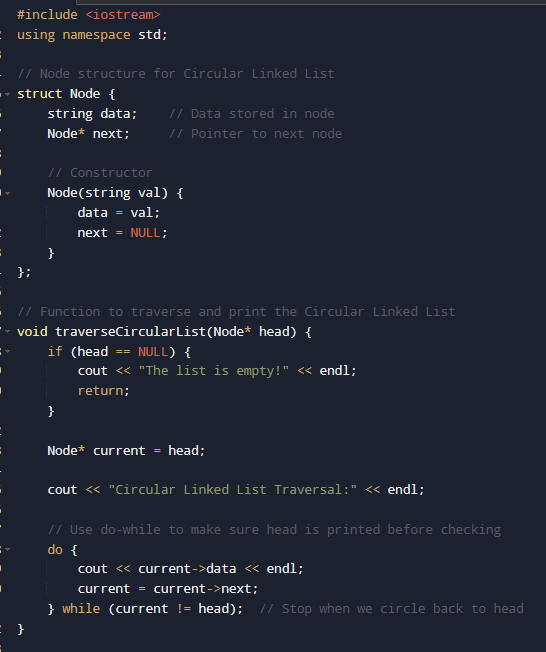 #include <iostream>
using namespace std;
// Node structure for Circular Linked List
struct Node {
    string data;    // Data stored in node
    Node* next;     // Pointer to next node
    // Constructor
    Node(string val) {
        data = val;
        next = NULL;
    }
};
// Function to traverse and print the Circular Linked List
void traverseCircularList(Node* head) {
    if (head == NULL) {
        cout << "The list is empty!" << endl;
        return;
    }
    Node* current = head;
    cout << "Circular Linked List Traversal:" << endl;
    // Use do-while to make sure head is printed before checking
    do {
        cout << current->data << endl;
        current = current->next;
    } while (current != head);  // Stop when we circle back to head
}